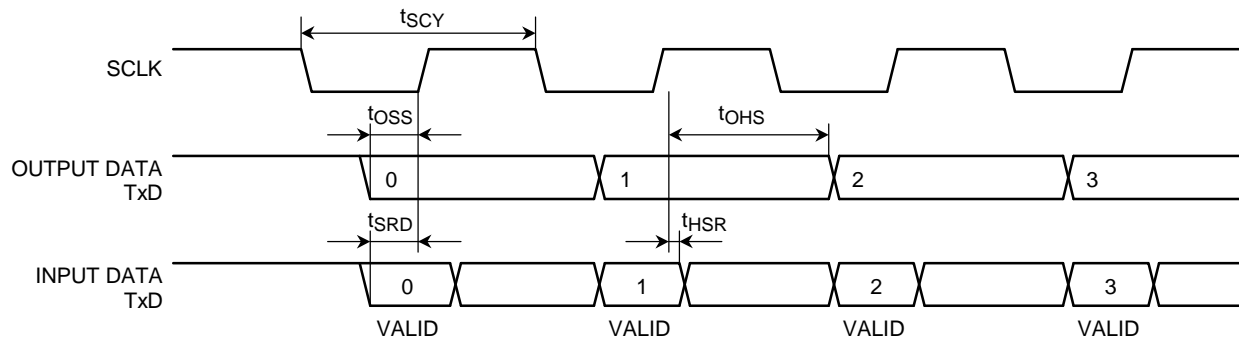 tSCY
SCLK
tOSS
tOHS
OUTPUT DATA
TxD
0
1
2
3
tSRD
tHSR
INPUT DATA
TxD
0
1
2
3
VALID
VALID
VALID
VALID